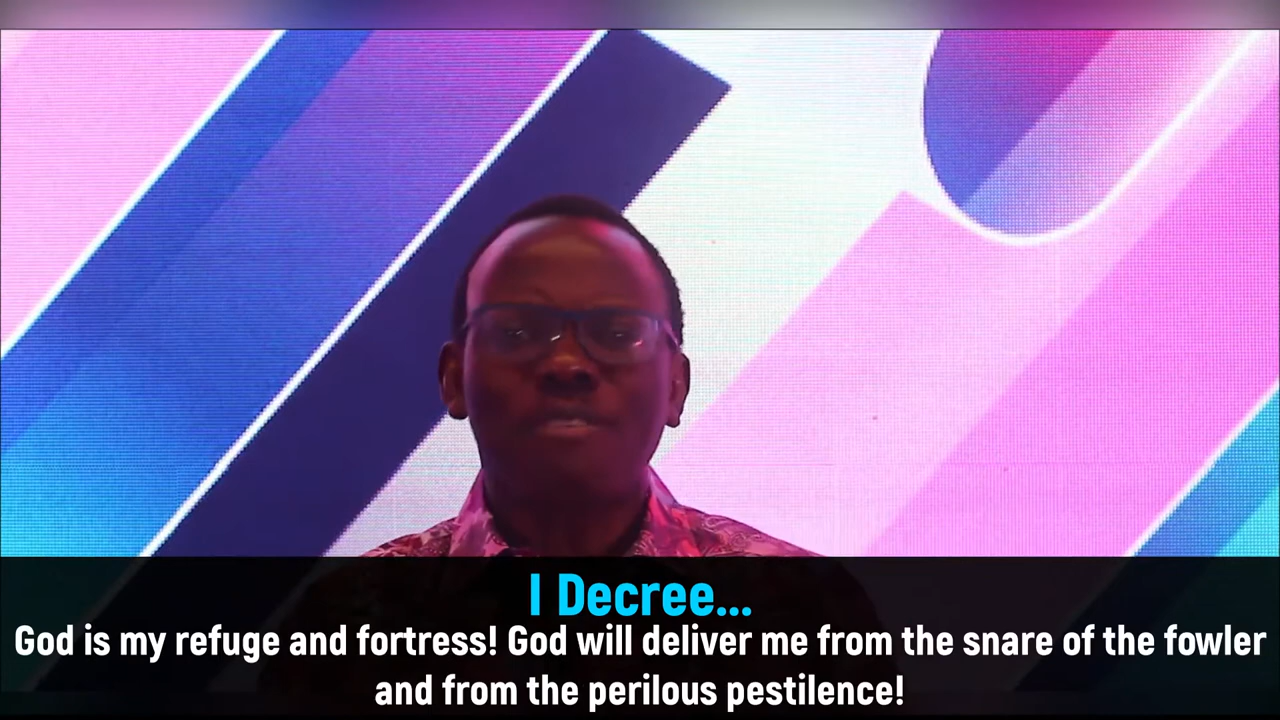 I Decree...
God is my refuge and fortress! God will deliver me from the snare of the fowler
and from the perilous pestilence!